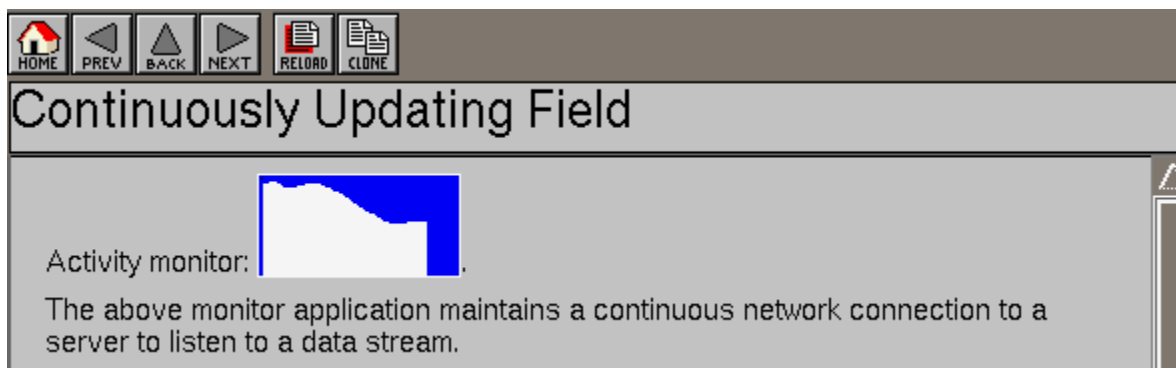 HOME PREV BACK NEXT RELOAD CLONE
Continuously Updating Field
Activity monitor: .
The above monitor application maintains a continuous network connection to a
server to listen to a data stream.